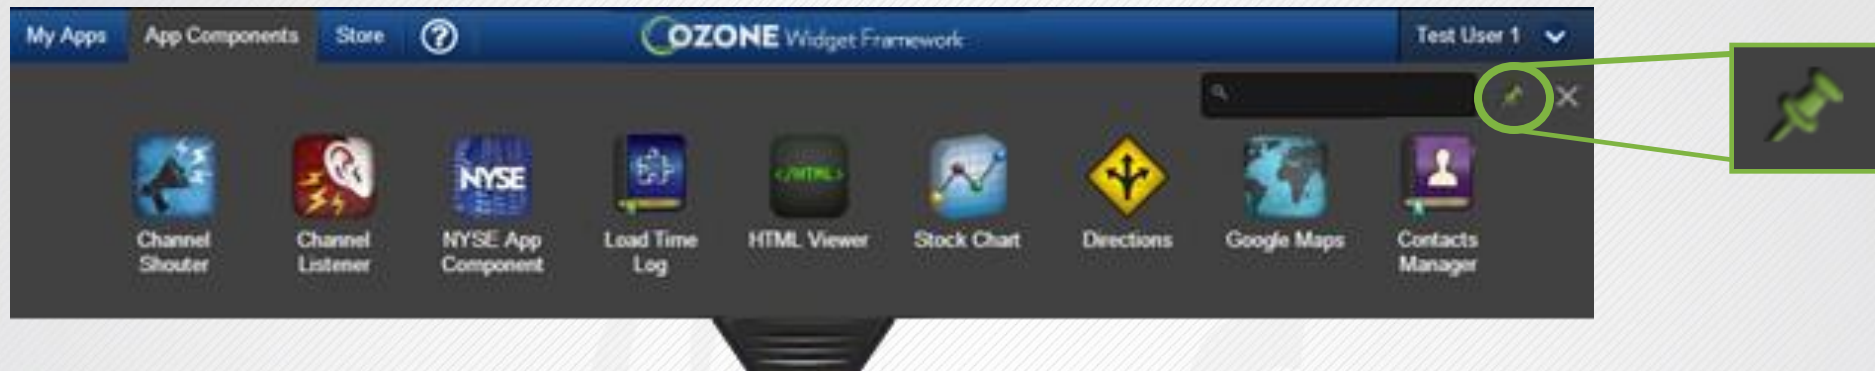 My Apps App Components Store ? OZONE Widget Framework Test User 1
NYSE
</HTML>
Channel Shouter
Channel Listener
NYSE App Component
Load Time Log
HTML Viewer
Stock Chart
Directions
Google Maps
Contacts Manager